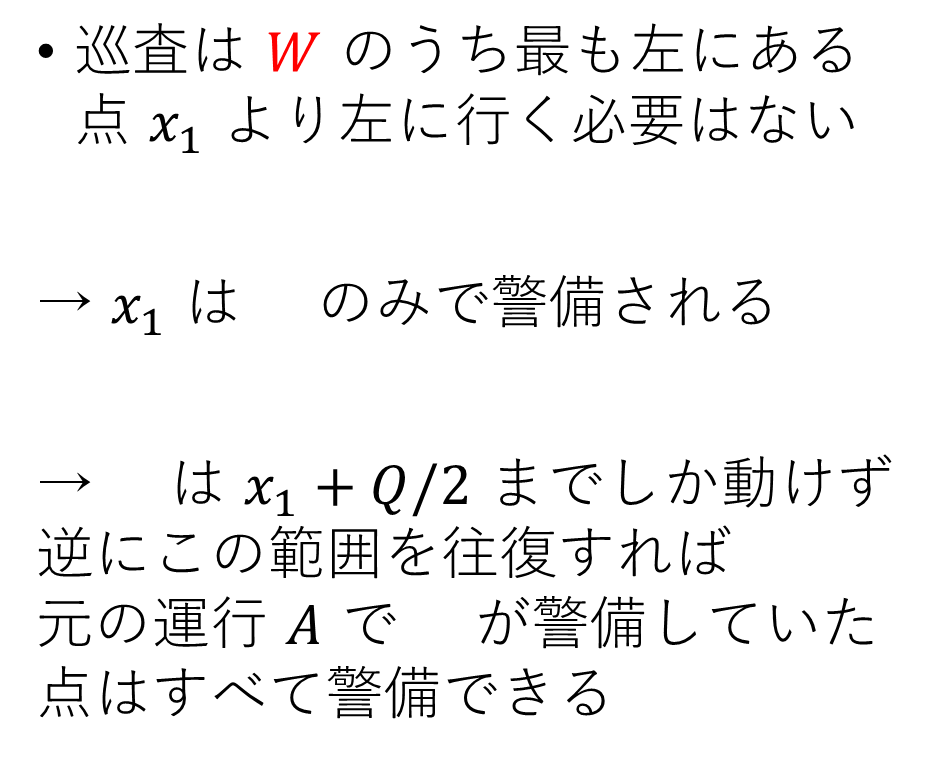 • 巡査は W のうち最も左にある
点 x₁ より左に行く必要はない
→ x₁ は のみで警備される
→ は x₁ + Q/2 までしか動けず
逆にこの範囲を往復すれば
元の運行 A で が警備していた
点はすべて警備できる